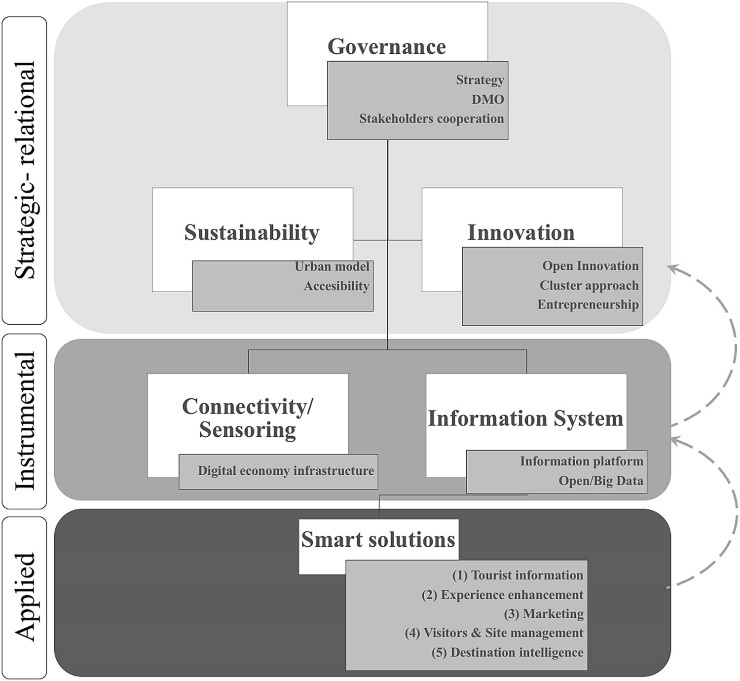 Strategic- relational
Governance
Strategy
DMO
Stakeholders cooperation
Sustainability
Urban model
Accesibility
Innovation
Open Innovation
Cluster approach
Entrepreneurship
Instrumental
Connectivity/
Sensoring
Digital economy infrastructure
Information System
Information platform
Open/Big Data
Applied
Smart solutions
(1) Tourist information
(2) Experience enhancement
(3) Marketing
(4) Visitors & Site management
(5) Destination intelligence